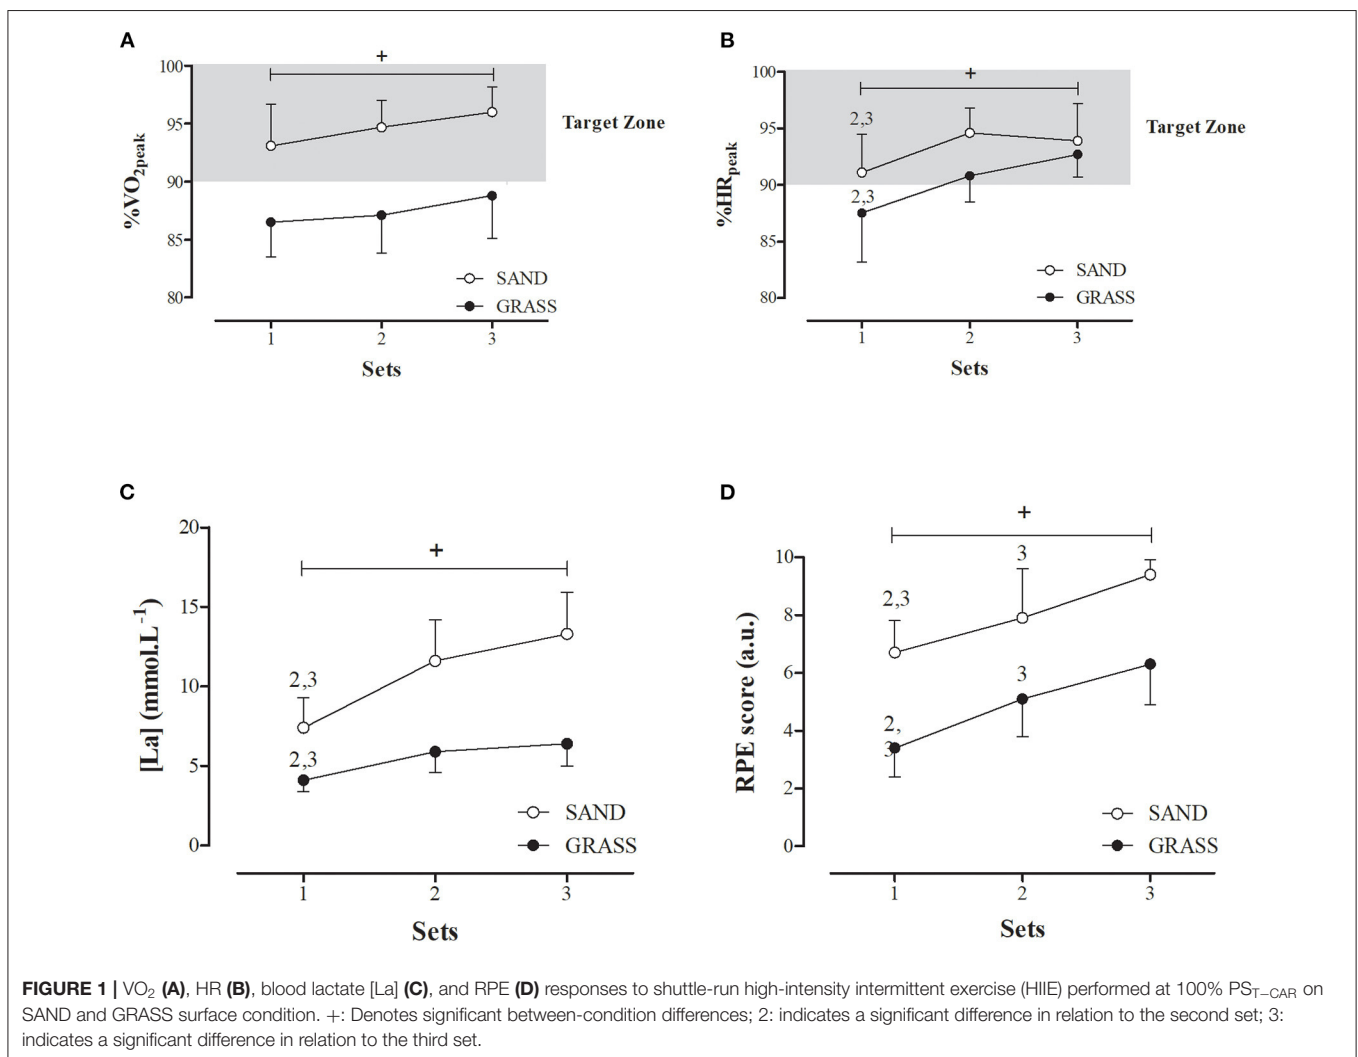 A
+
100
95
90
85
80
%VO2peak
Target Zone
SAND
GRASS
1 2 3
Sets
B
+
100
95
90
85
80
%HRpeak
2,3
2,3
Target Zone
SAND
GRASS
1 2 3
Sets
C
+
20
15
10
5
0
[La] (mmol.L-1)
2,3
2,3
SAND
GRASS
1 2 3
Sets
D
+
10
8
6
4
2
0
RPE score (a.u.)
2,3
3
3
2,
3
SAND
GRASS
1 2 3
Sets
FIGURE 1 | VO2 (A), HR (B), blood lactate [La] (C), and RPE (D) responses to shuttle-run high-intensity intermittent exercise (HIIE) performed at 100% PST−CAR on
SAND and GRASS surface condition. +: Denotes significant between-condition differences; 2: indicates a significant difference in relation to the second set; 3:
indicates a significant difference in relation to the third set.